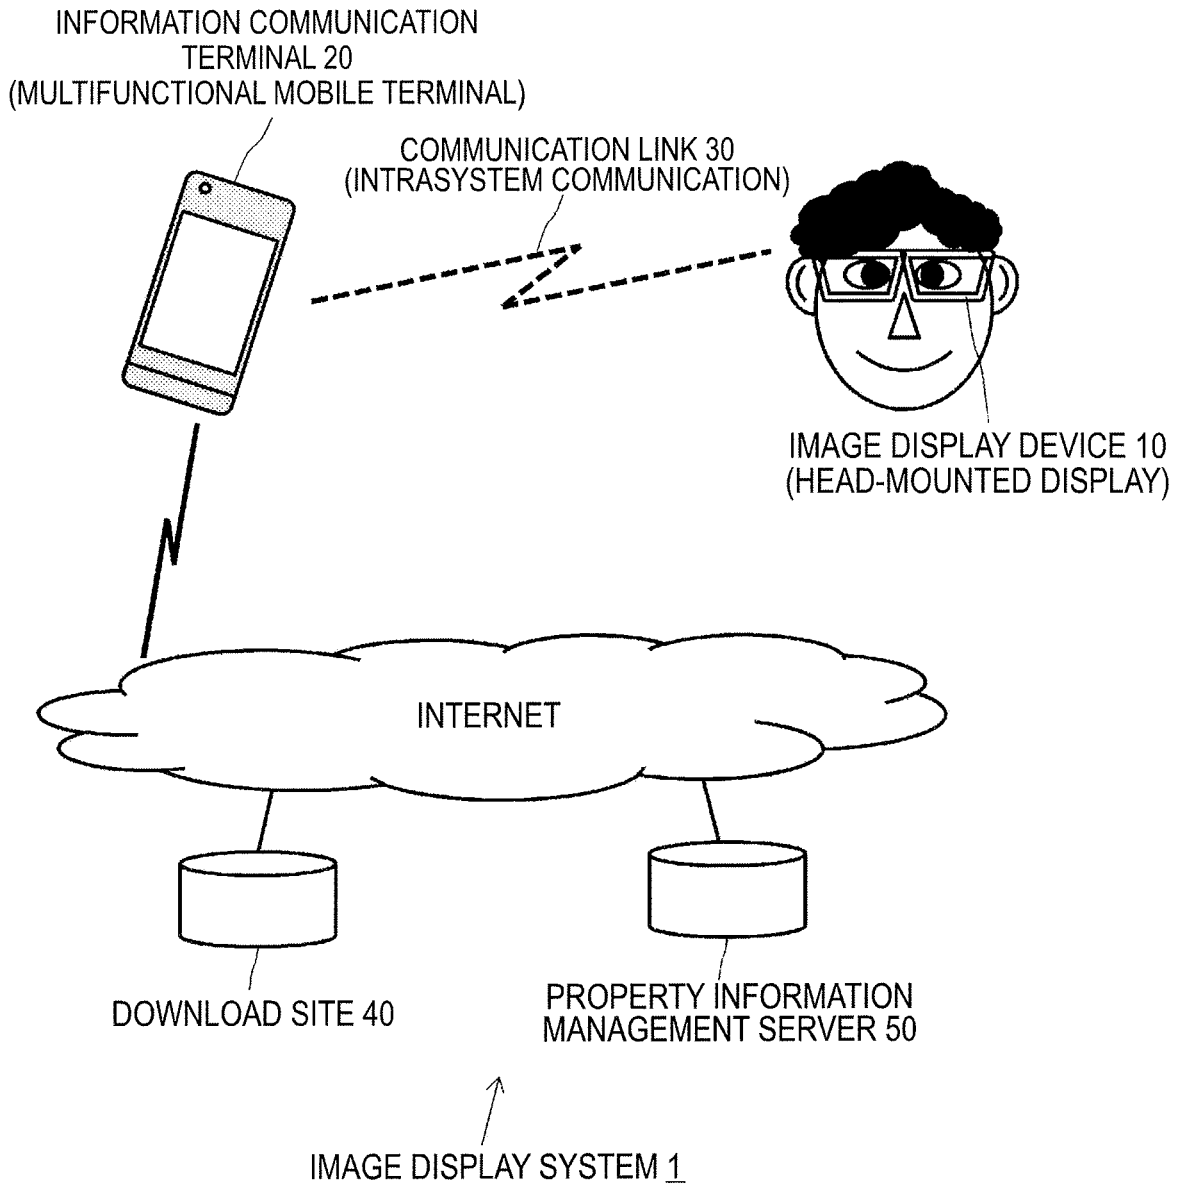 INFORMATION COMMUNICATION
TERMINAL 20
(MULTIFUNCTIONAL MOBILE TERMINAL)
COMMUNICATION LINK 30
(INTRASYSTEM COMMUNICATION)
IMAGE DISPLAY DEVICE 10
(HEAD-MOUNTED DISPLAY)
INTERNET
DOWNLOAD SITE 40
PROPERTY INFORMATION
MANAGEMENT SERVER 50
IMAGE DISPLAY SYSTEM 1